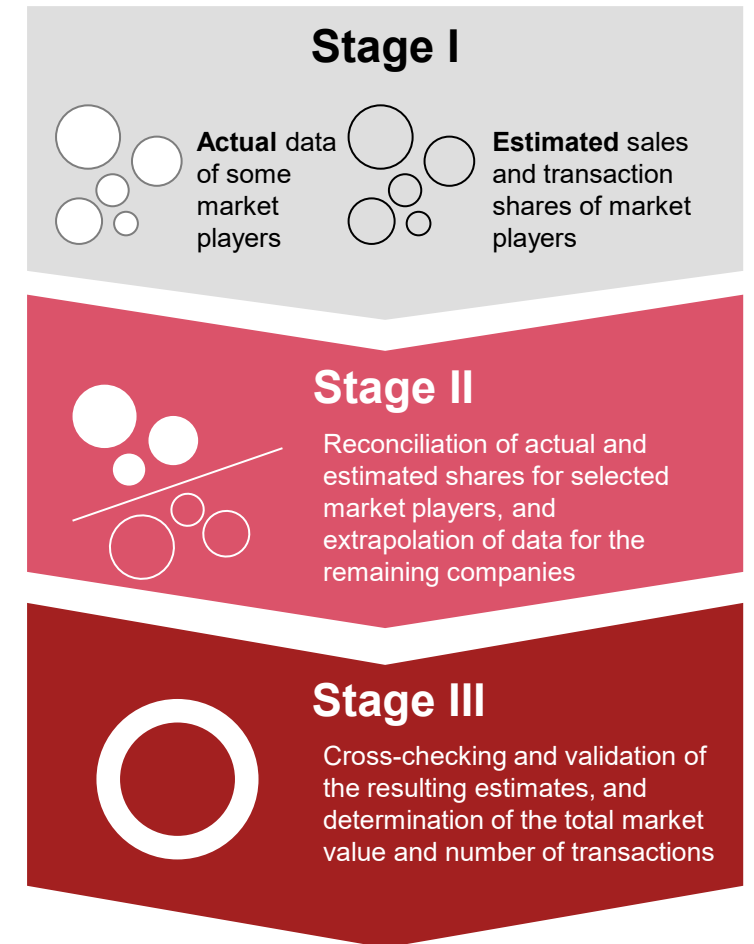 Stage I
Actual data
of some
market
players
Estimated sales
and transaction
shares of market
players
Stage II
Reconciliation of actual and
estimated shares for selected
market players, and
extrapolation of data for the
remaining companies
Stage III
Cross-checking and validation of
the resulting estimates, and
determination of the total market
value and number of transactions